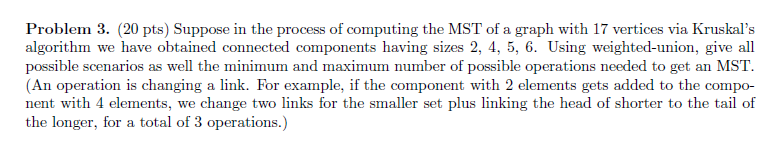 Problem 3. (20 pts) Suppose in the process of computing the MST of a graph with 17 vertices via Kruskal's
algorithm we have obtained connected components having sizes 2, 4, 5, 6. Using weighted-union, give all
possible scenarios as well the minimum and maximum number of possible operations needed to get an MST.
(An operation is changing a link. For example, if the component with 2 elements gets added to the compo-
nent with 4 elements, we change two links for the smaller set plus linking the head of shorter to the tail of
the longer, for a total of 3 operations.)